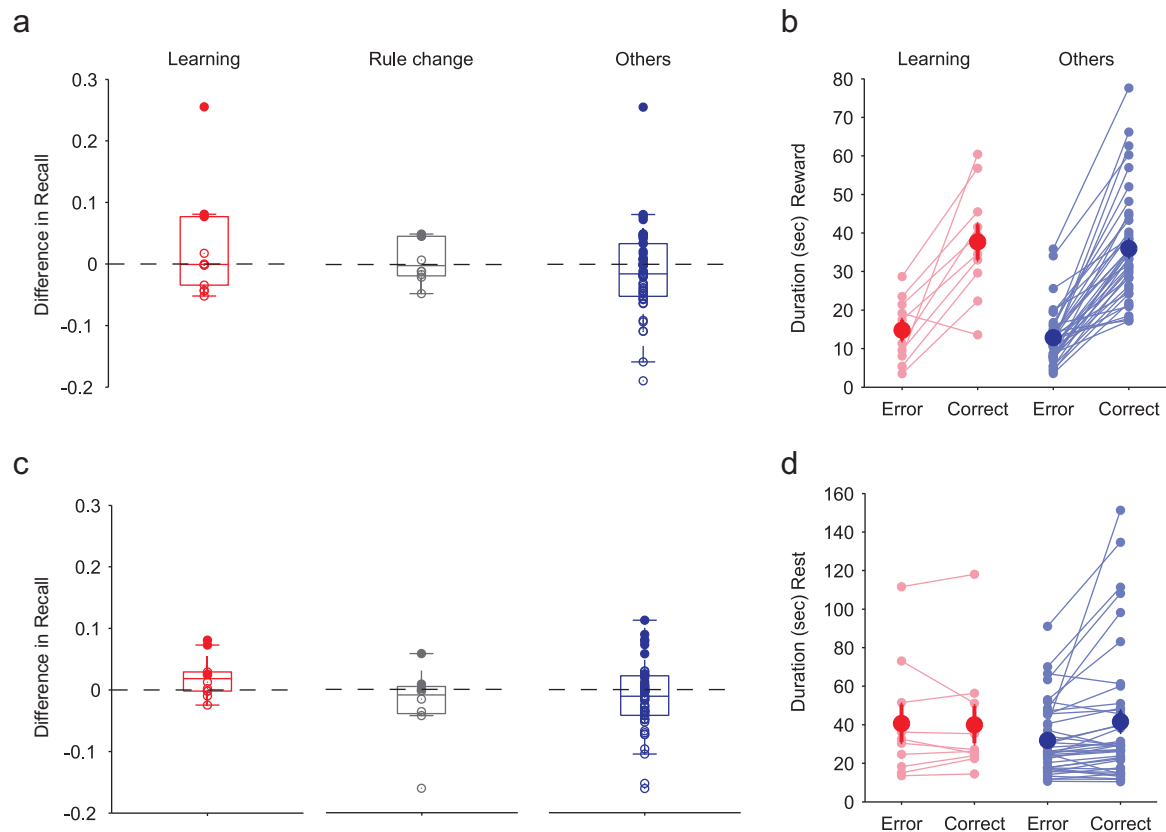 a
Learning
Rule change
Others
0.3
0.2
0.1
0
-0.1
-0.2
Difference in Recall
b
Learning
Others
80
70
60
50
40
30
20
10
0
Duration (sec) Reward
Error
Correct
Error
Correct
c
0.3
0.2
0.1
0
-0.1
-0.2
Difference in Recall
d
160
140
120
100
80
60
40
20
0
Duration (sec) Rest
Error
Correct
Error
Correct